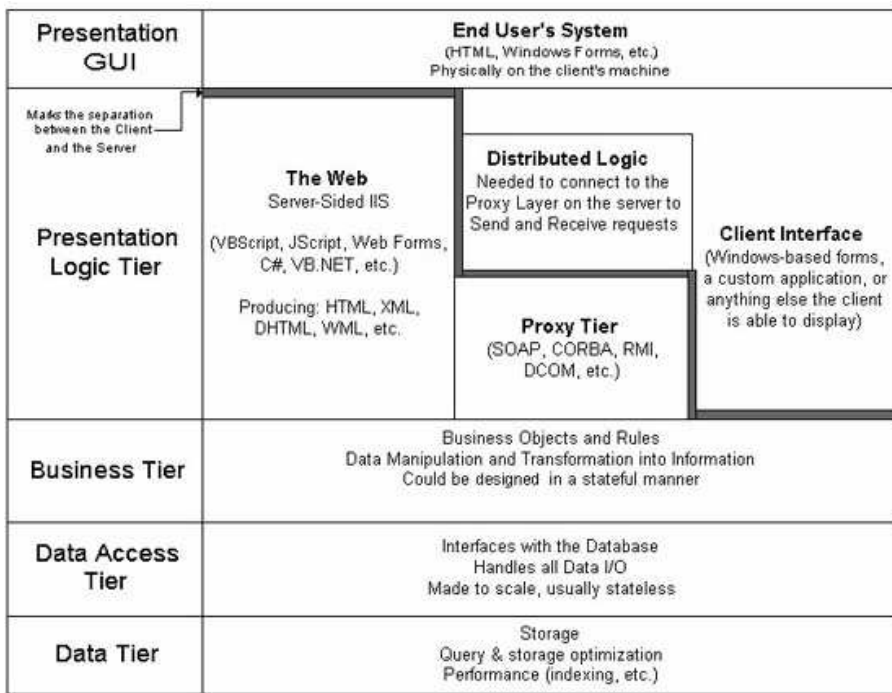 Presentation
GUI
End User's System
(HTML, Windows Forms, etc.)
Physically on the client's machine
Marks the separation
between the Client
and the Server
Presentation
Logic Tier
The Web
Server-Sided IIS
(VBScript, JScript, Web Forms,
C#, VB.NET, etc.)
Producing: HTML, XML,
DHTML, WML, etc.
Distributed Logic
Needed to connect to the
Proxy Layer on the server to
Send and Receive requests
Proxy Tier
(SOAP, CORBA, RMI,
DCOM, etc.)
Client Interface
(Windows-based forms,
a custom application, or
anything else the client
is able to display)
Business Tier
Business Objects and Rules
Data Manipulation and Transformation into Information
Could be designed in a stateful manner
Data Access
Tier
Interfaces with the Database
Handles all Data I/O
Made to scale, usually stateless
Data Tier
Storage
Query & storage optimization
Performance (indexing, etc.)